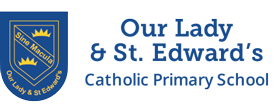 Sine Macula
Our Lady & St Edward's
Our Lady
& St. Edward's
Catholic Primary School